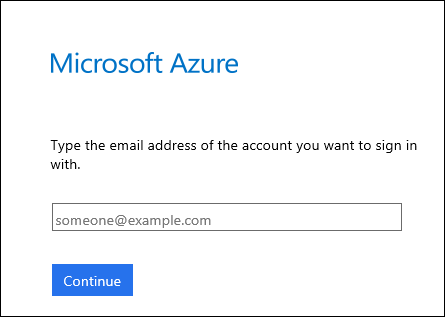 Microsoft Azure
Type the email address of the account you want to sign in
with.
someone@example.com
Continue